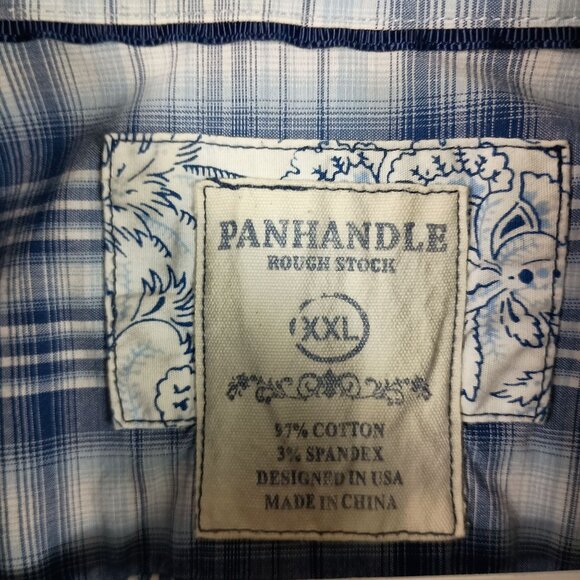 PANHANDLE
ROUGH STOCK
XXL
97% COTTON
3% SPANDEX
DESIGNED IN USA
MADE IN CHINA